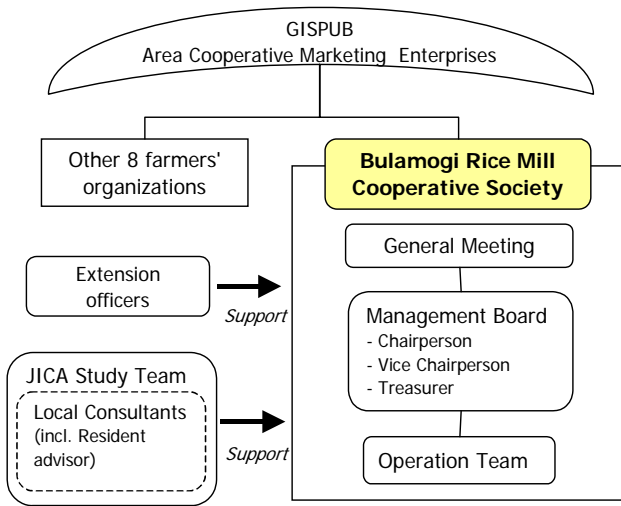 GISPUB
Area Cooperative Marketing Enterprises
Other 8 farmers'
organizations
Bulamogi Rice Mill
Cooperative Society
General Meeting
Extension
officers
Support
Management Board
- Chairperson
- Vice Chairperson
- Treasurer
JICA Study Team
Local Consultants
(incl. Resident
advisor)
Support
Operation Team